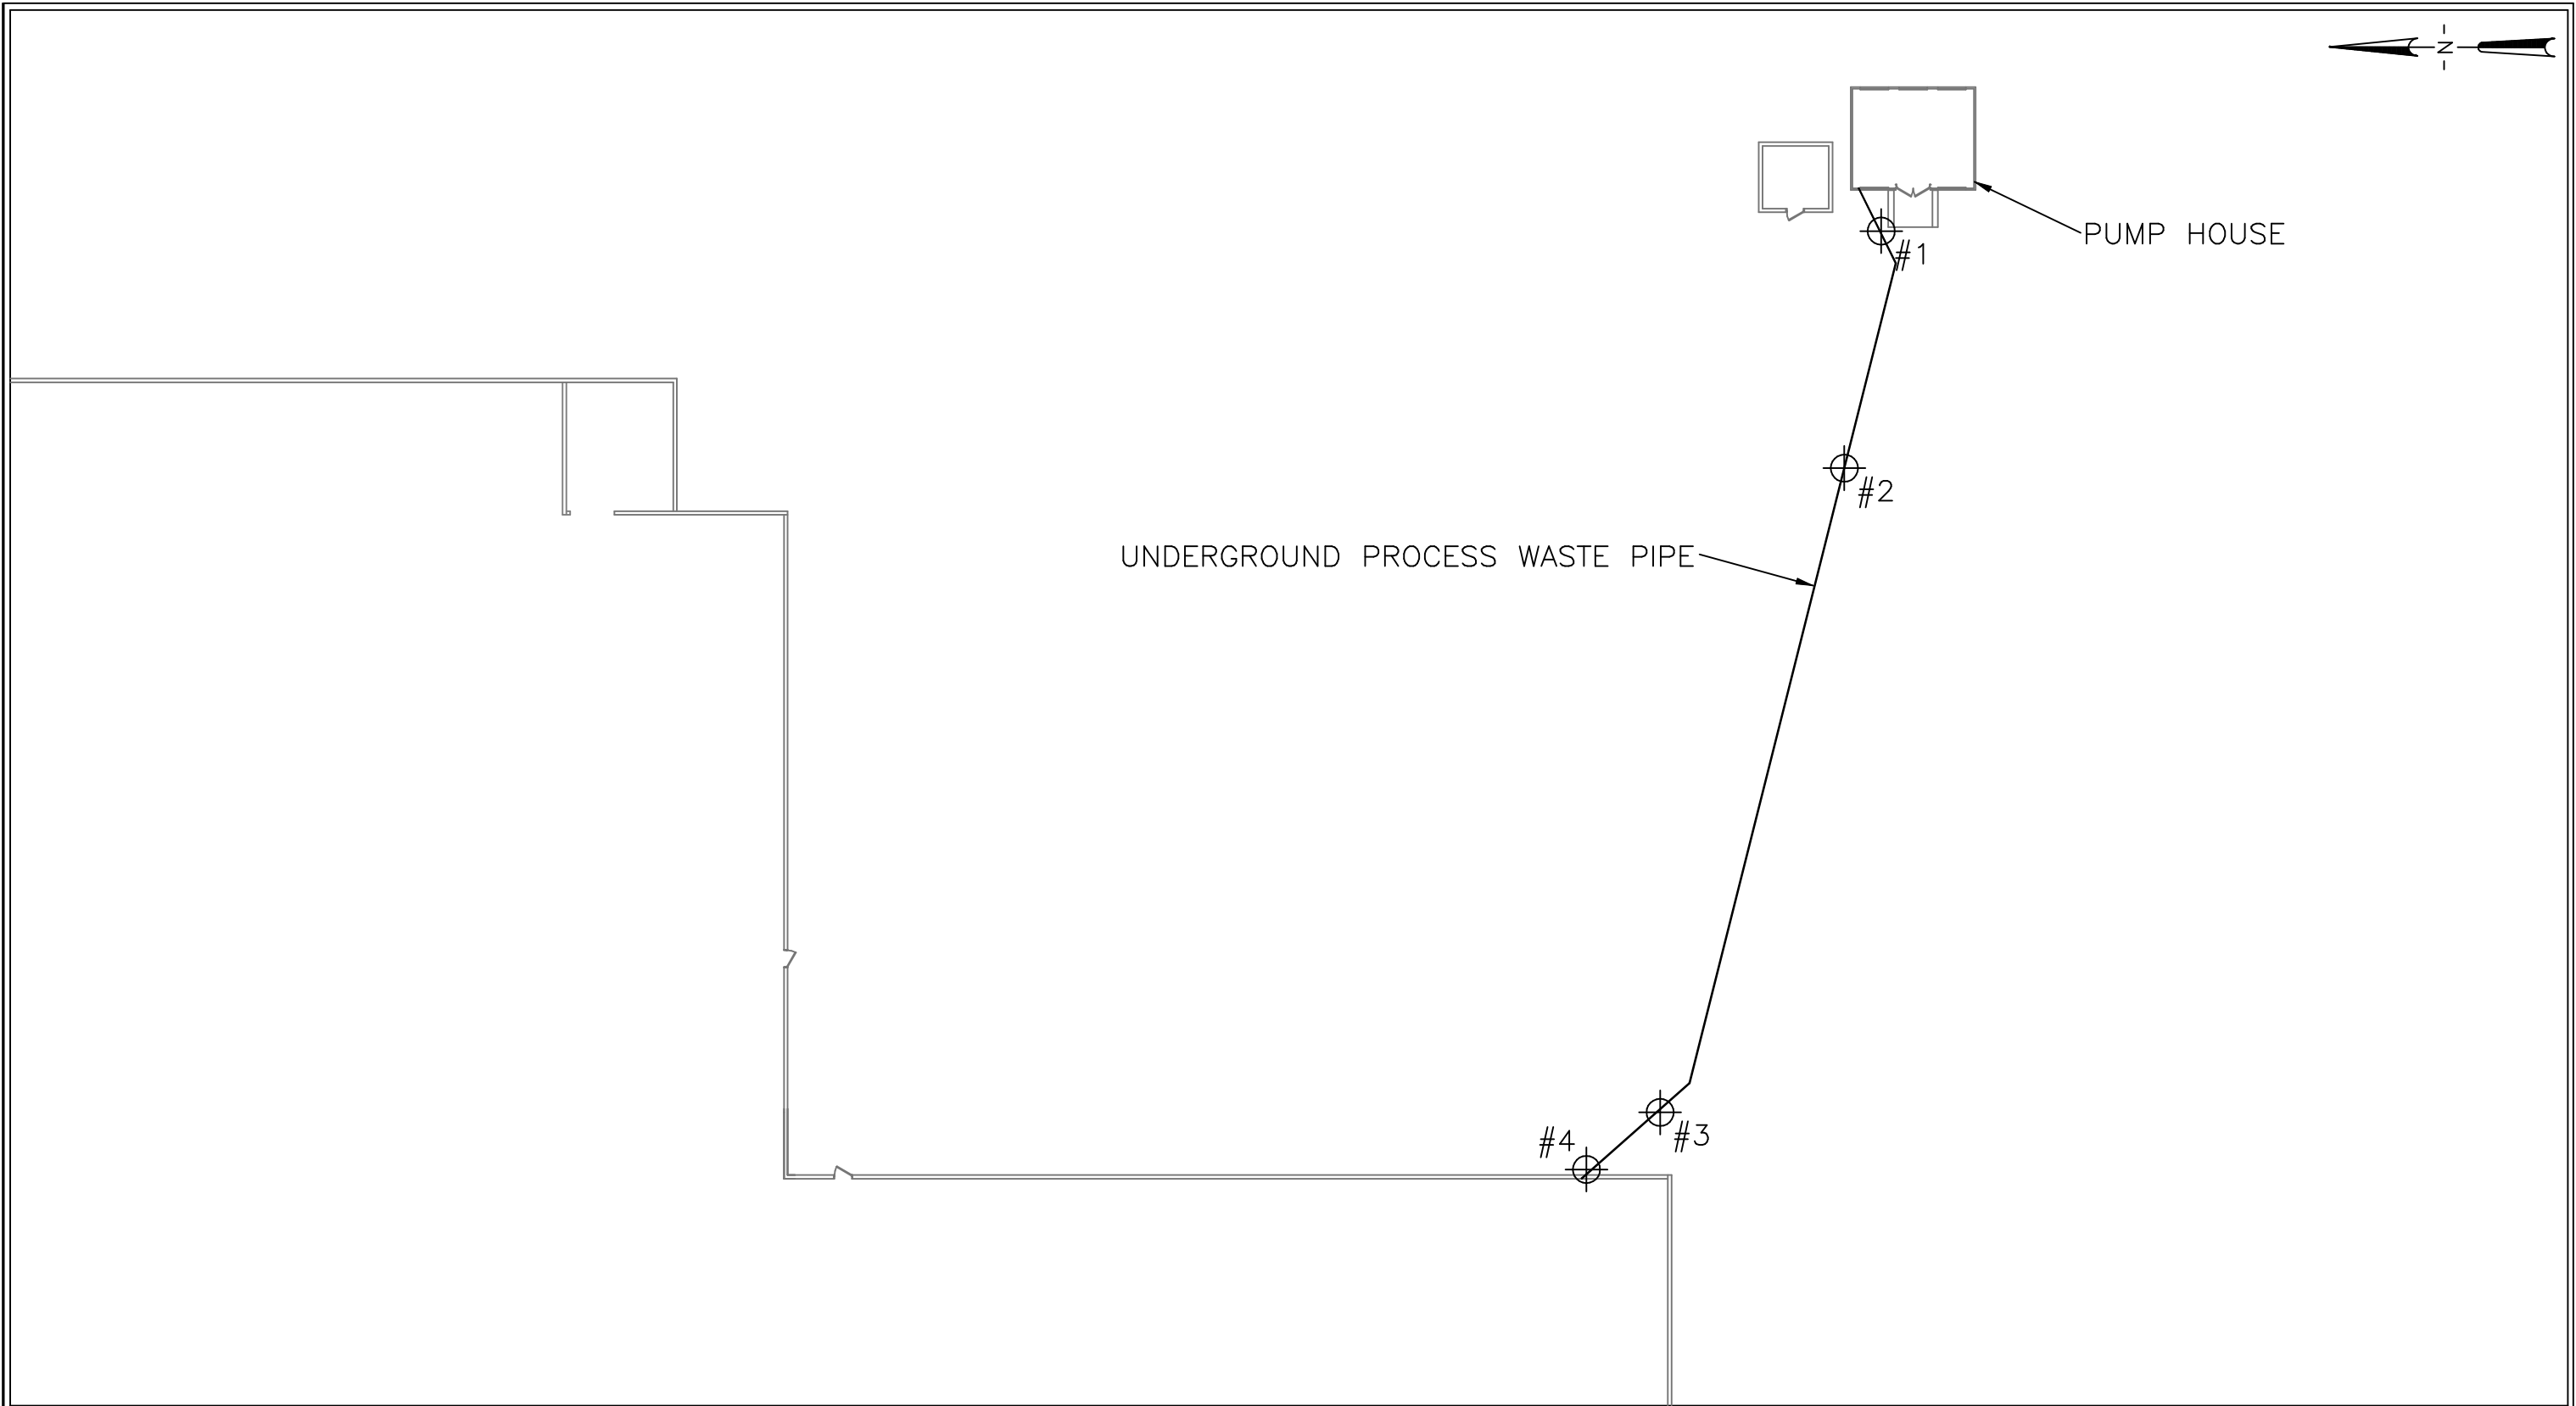 N
PUMP HOUSE
#1
#2
UNDERGROUND PROCESS WASTE PIPE
#4
#3